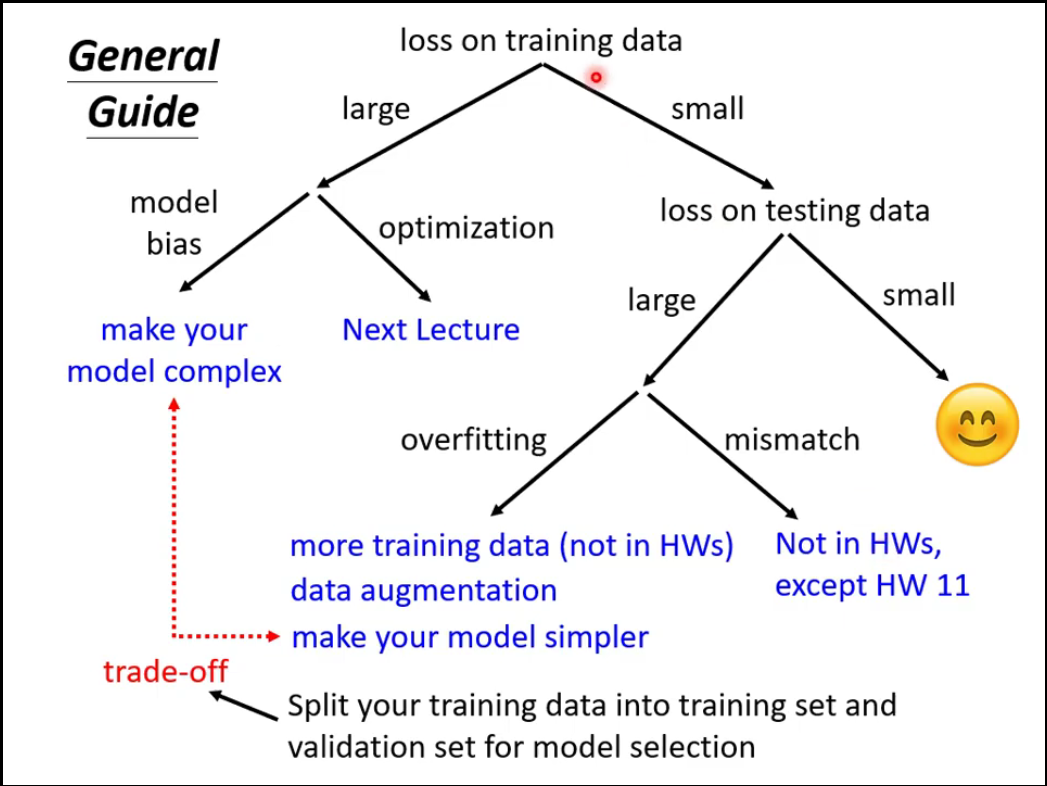 General
Guide
loss on training data
large
small
model
bias
optimization
loss on testing data
make your
model complex
Next Lecture
large
small
overfitting
mismatch
more training data (not in HWs)
data augmentation
make your model simpler
Not in HWs,
except HW 11
trade-off
Split your training data into training set and
validation set for model selection